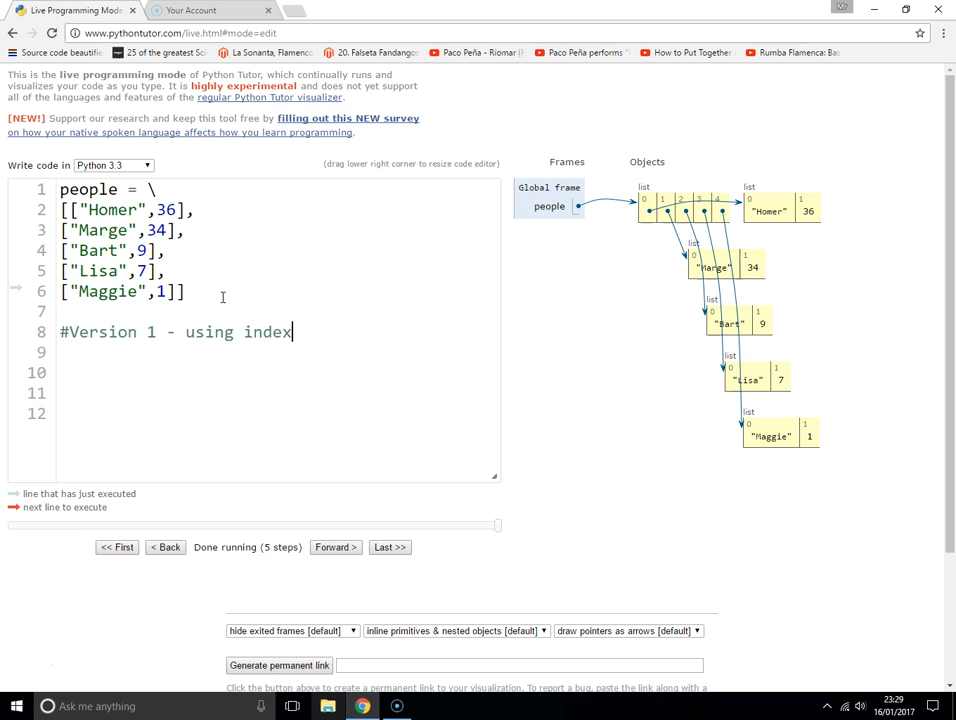 Live Programming Mode
Your Account
Mr
www.pythontutor.com/live.html#mode=edit
Source code beautifie
25 of the greatest Sci
La Sonanta, Flamenco
20. Falseta Fandangos
Paco Peña - Riomar (F
Paco Peña performs "
How to Put Together
Rumba Flamenca: Bas
This is the live programming mode of Python Tutor, which continually runs and
visualizes your code as you type. It is highly experimental and does not yet support
all of the languages and features of the regular Python Tutor visualizer.
[NEW!] Support our research and keep this tool free by filling out this NEW survey
on how your native spoken language affects how you learn programming.
Write code in Python 3.3
(drag lower right corner to resize code editor)
1 people = \
2 [["Homer",36],
3 ["Marge",34],
4 ["Bart",9],
5 ["Lisa",7],
6 ["Maggie",1]]
7
8 #Version 1 - using index
9
10
11
12
Frames
Objects
Global frame
people
list
0 1 2 3 4
list
0 1
"Homer" 36
list
0 1
"Marge" 34
list
0 1
"Bart" 9
list
0 1
"Lisa" 7
list
0 1
"Maggie" 1
line that has just executed
next line to execute
<< First
< Back
Done running (5 steps)
Forward >
Last >>
hide exited frames [default]
inline primitives & nested objects [default]
draw pointers as arrows [default]
Generate permanent link
Click the button above to create a permanent link to your visualization. To report a bug, paste the link along with a
Ask me anything
23:29
16/01/2017